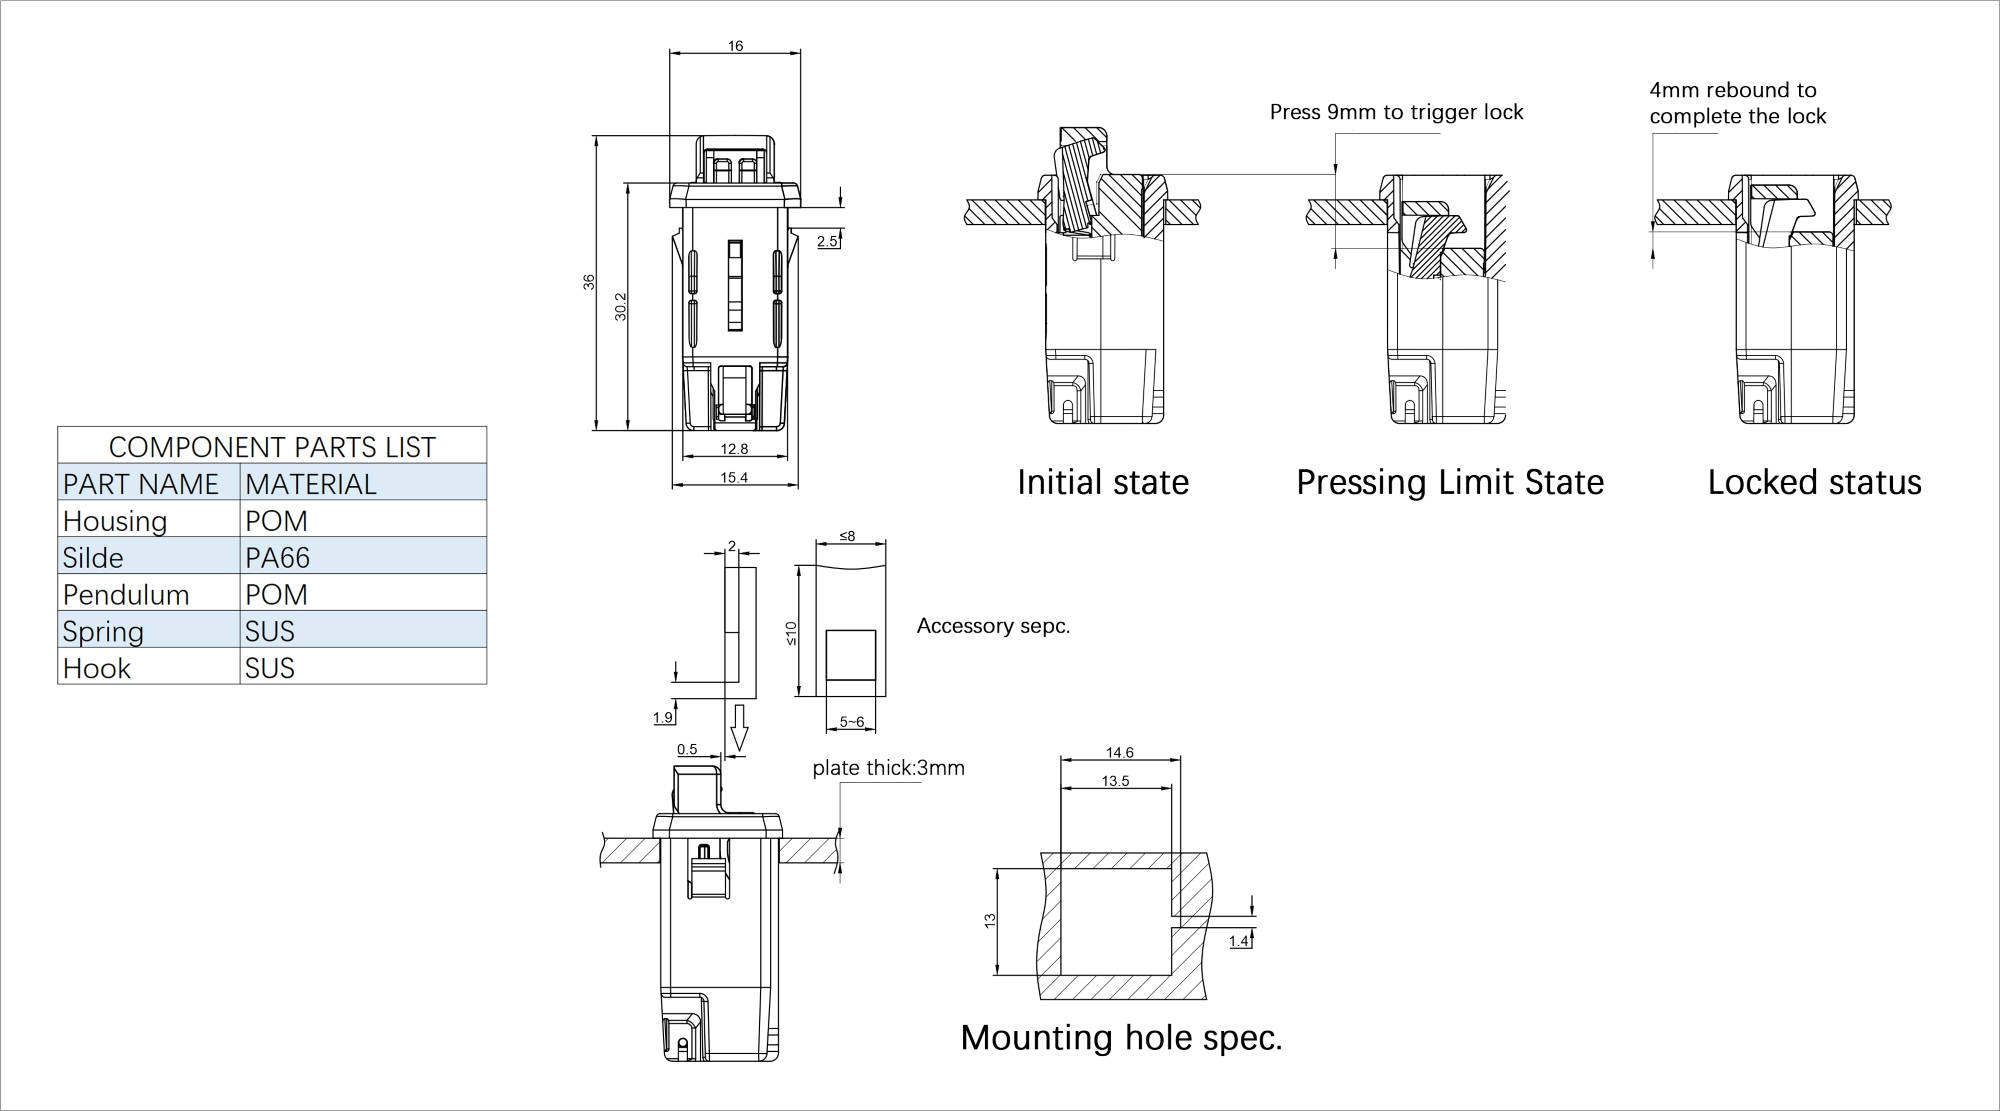 16
36
30.2
2.5
12.8
15.4
Press 9mm to trigger lock
4mm rebound to
complete the lock
Initial state
Pressing Limit State
Locked status
COMPONENT PARTS LIST
PART NAME MATERIAL
Housing POM
Silde PA66
Pendulum POM
Spring SUS
Hook SUS
2
≤8
≤10
5~6
1.9
Accessory sepc.
0.5
plate thick:3mm
14.6
13.5
13
1.4
Mounting hole spec.